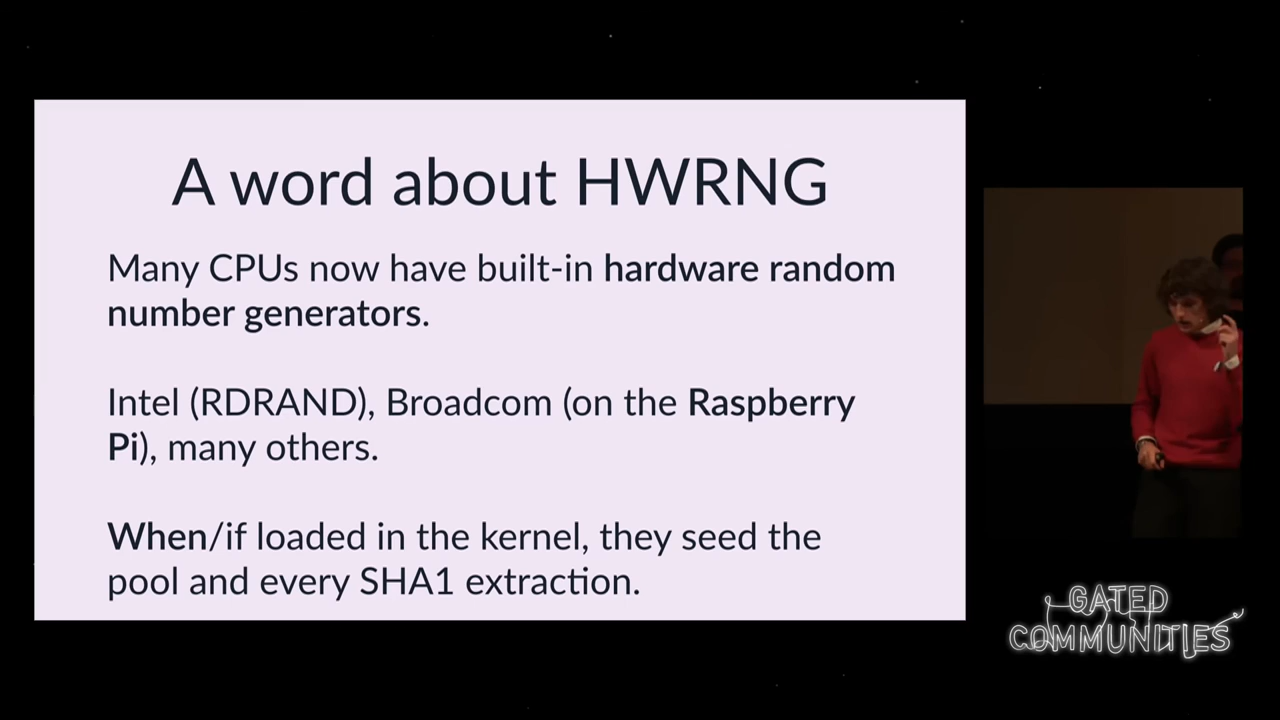 A word about HWRNG
Many CPUs now have built-in hardware random
number generators.
Intel (RDRAND), Broadcom (on the Raspberry
Pi), many others.
When/if loaded in the kernel, they seed the
pool and every SHA1 extraction.
GATED
COMMUNITIES